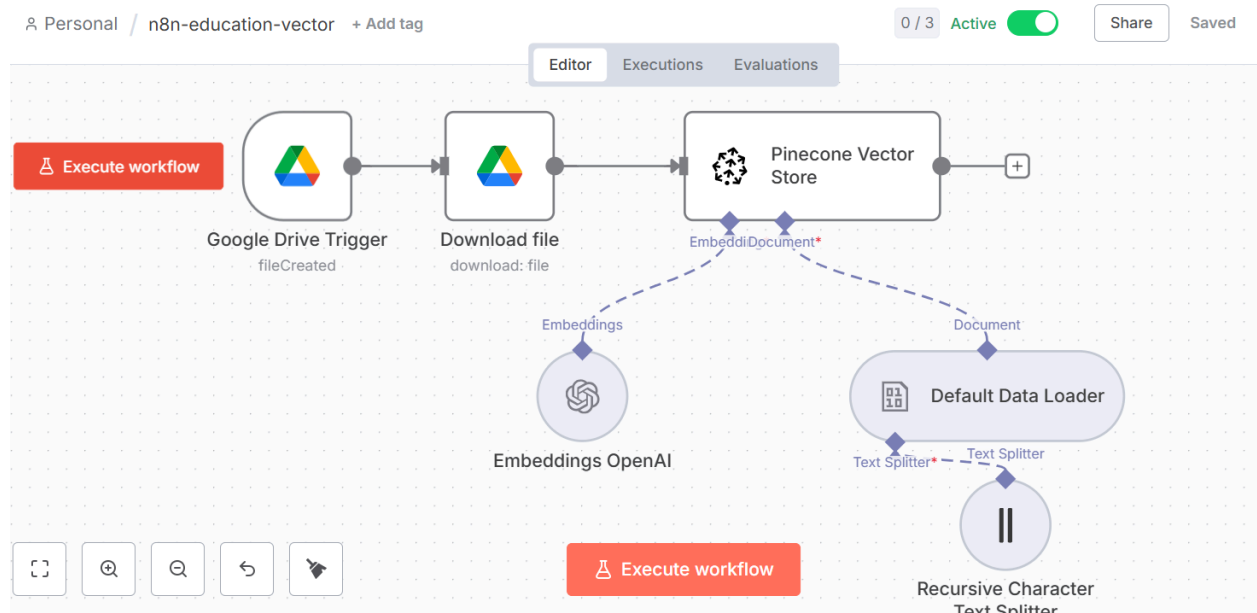 Personal / n8n-education-vector + Add tag
0 / 3 Active Share Saved
Editor Executions Evaluations
Execute workflow
Pinecone Vector
Store
Google Drive Trigger
fileCreated
Download file
download: file
Embeddi
Document*
Embeddings
Document
Default Data Loader
Embeddings OpenAI
Text Splitter*
Text Splitter
Execute workflow
Recursive Character
Text Splitter